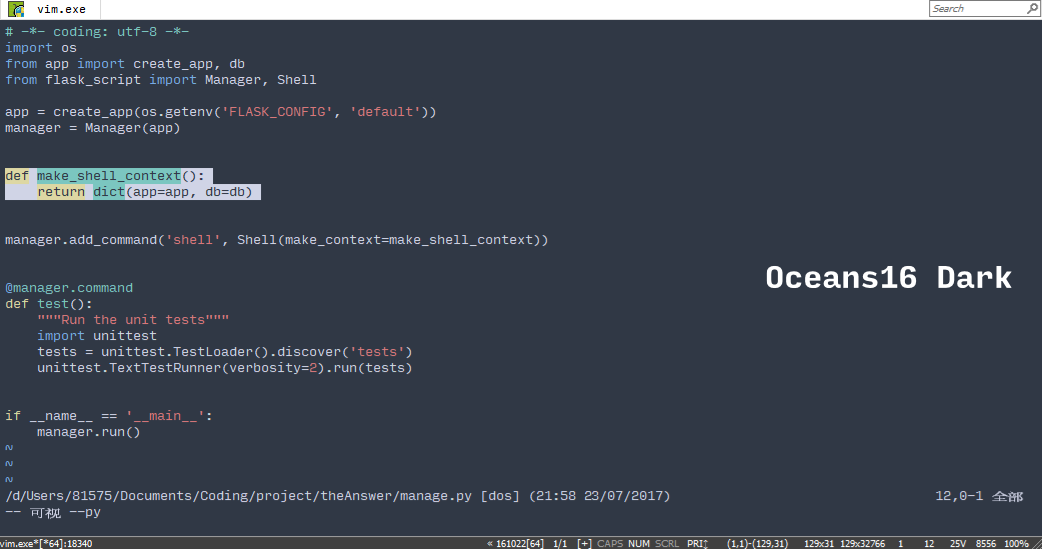 vim.exe
Search
# -*- coding: utf-8 -*-
import os
from app import create_app, db
from flask_script import Manager, Shell
app = create_app(os.getenv('FLASK_CONFIG', 'default'))
manager = Manager(app)
def make_shell_context():
    return dict(app=app, db=db)
manager.add_command('shell', Shell(make_context=make_shell_context))
Oceans16 Dark
@manager.command
def test():
    """Run the unit tests"""
    import unittest
    tests = unittest.TestLoader().discover('tests')
    unittest.TextTestRunner(verbosity=2).run(tests)
if __name__ == '__main__':
    manager.run()
~
~
~
/d/Users/81575/Documents/Coding/project/theAnswer/manage.py [dos] (21:58 23/07/2017) 12,0-1 全部
-- 可视 --py
vim.exe*[*64]:18340 « 161022[64] 1/1 [+] CAPS NUM SCRL PRI↕ (1,1)-(129,31) 129x31 129x32766 1 12 25V 8556 100%